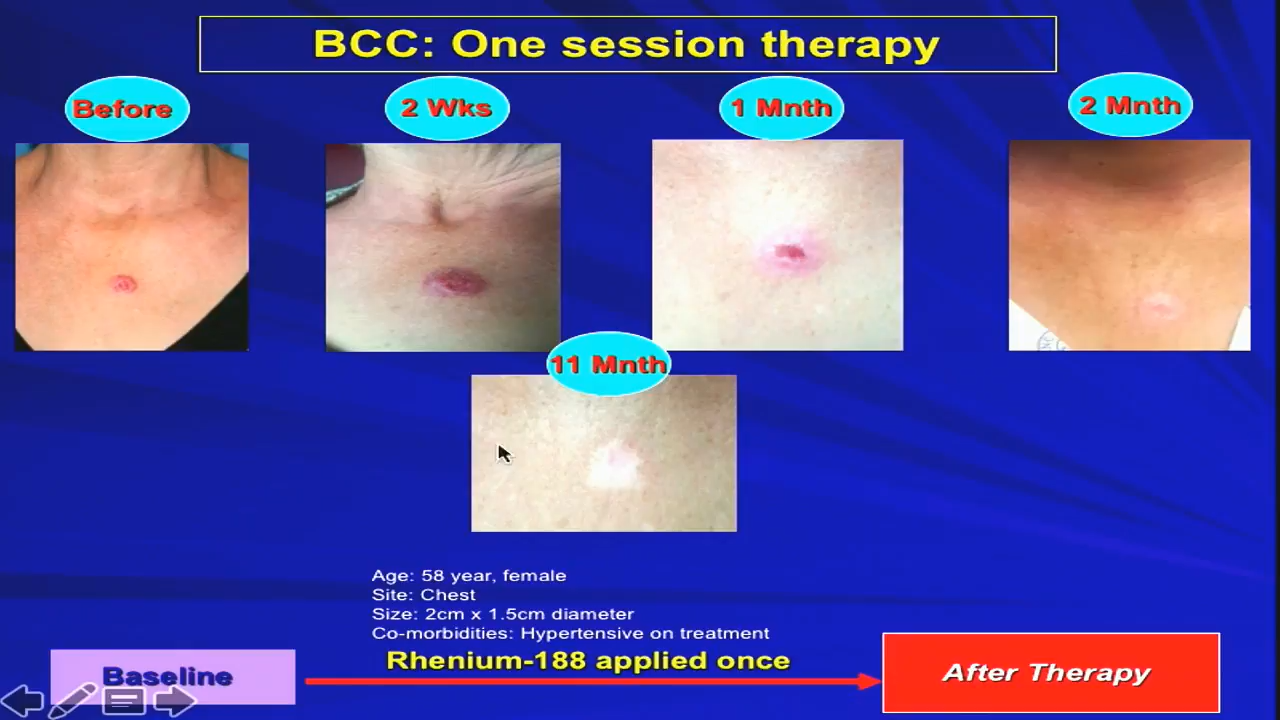 BCC: One session therapy
Before
2 Wks
1 Mnth
2 Mnth
11 Mnth
Age: 58 year, female
Site: Chest
Size: 2cm x 1.5cm diameter
Co-morbidities: Hypertensive on treatment
Rhenium-188 applied once
Baseline
After Therapy